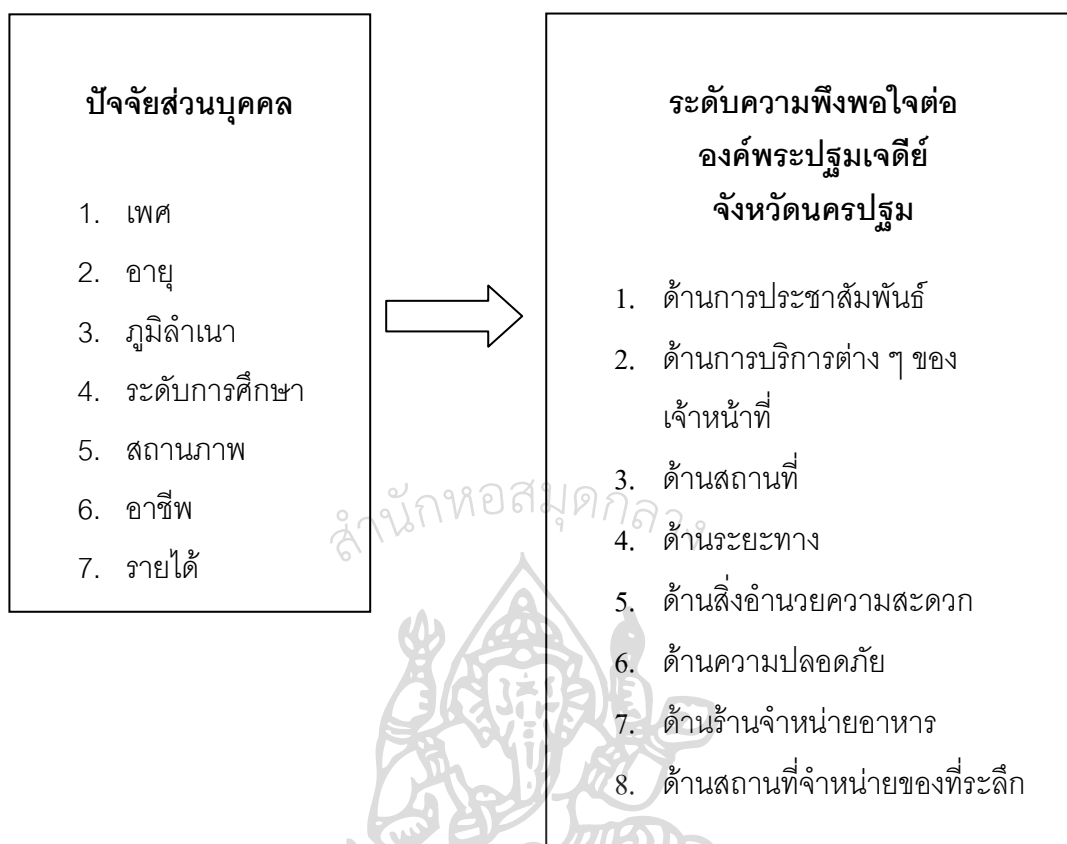 ปัจจัยส่วนบุคคล
1. เพศ
2. อายุ
3. ภูมิลำเนา
4. ระดับการศึกษา
5. สถานภาพ
6. อาชีพ
7. รายได้
ระดับความพึงพอใจต่อ
องค์พระปฐมเจดีย์
จังหวัดนครปฐม
1. ด้านการประชาสัมพันธ์
2. ด้านการบริการต่าง ๆ ของ
เจ้าหน้าที่
3. ด้านสถานที่
4. ด้านระยะทาง
5. ด้านสิ่งอำนวยความสะดวก
6. ด้านความปลอดภัย
7. ด้านร้านจำหน่ายอาหาร
8. ด้านสถานที่จำหน่ายของที่ระลึก
สำนักหอสมุดกลาง